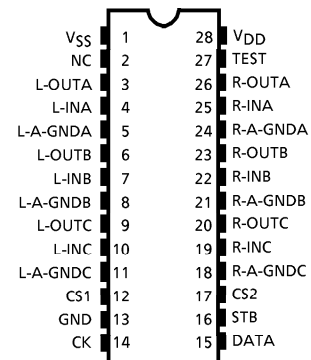 VSS 1 28 VDD
NC 2 27 TEST
L-OUTA 3 26 R-OUTA
L-INA 4 25 R-INA
L-A-GNDA 5 24 R-A-GNDA
L-OUTB 6 23 R-OUTB
L-INB 7 22 R-INB
L-A-GNDB 8 21 R-A-GNDB
L-OUTC 9 20 R-OUTC
L-INC 10 19 R-INC
L-A-GNDC 11 18 R-A-GNDC
CS1 12 17 CS2
GND 13 16 STB
CK 14 15 DATA